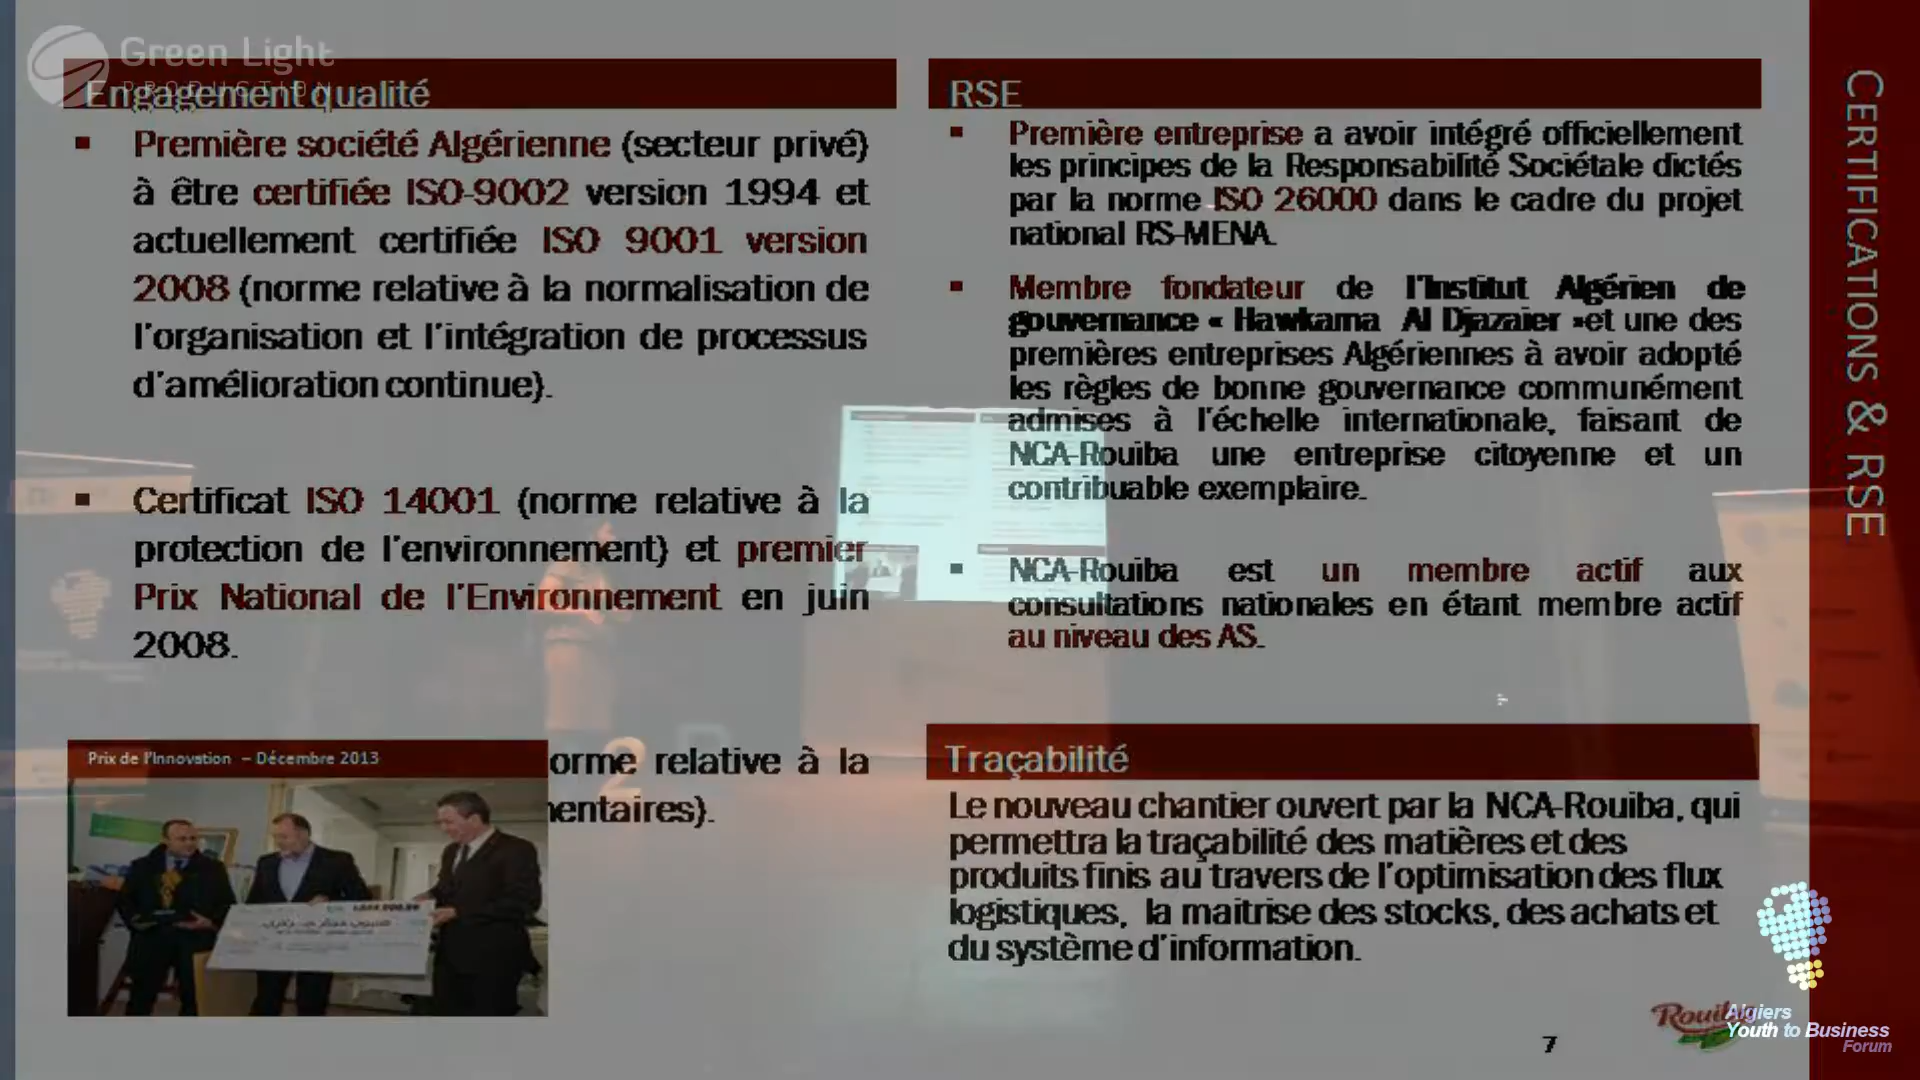 Green Light
PRODUCTION
Engagement qualité
Première société Algérienne (secteur privé)
à être certifiée ISO-9002 version 1994 et
actuellement certifiée ISO 9001 version
2008 (norme relative à la normalisation de
l'organisation et l'intégration de processus
d'amélioration continue).
Certificat ISO 14001 (norme relative à la
protection de l'environnement) et premier
Prix National de l'Environnement en juin
2008.
orme relative à la
mentaires).
Prix de l'Innovation – Décembre 2013
RSE
Première entreprise a avoir intégré officiellement
les principes de la Responsabilité Sociétale dictés
par la norme ISO 26000 dans le cadre du projet
national RS-MENA.
Membre fondateur de l'Institut Algérien de
gouvernance « Hawkama Al Djazaier »et une des
premières entreprises Algériennes à avoir adopté
les règles de bonne gouvernance communément
admises à l'échelle internationale, faisant de
NCA-Rouiba une entreprise citoyenne et un
contribuable exemplaire.
NCA-Rouiba est un membre actif aux
consultations nationales en étant membre actif
au niveau des AS.
Traçabilité
Le nouveau chantier ouvert par la NCA-Rouiba, qui
permettra la traçabilité des matières et des
produits finis au travers de l'optimisation des flux
logistiques, la maitrise des stocks, des achats et
du système d'information.
CERTIFICATIONS & RSE
7
Rouiba
Algiers
Youth to Business
Forum